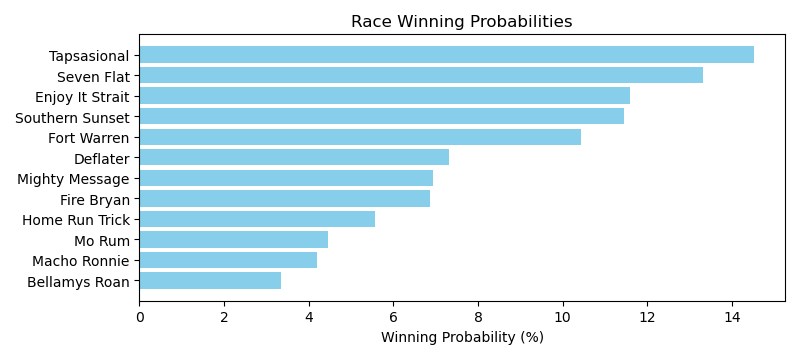 Race Winning Probabilities
Tapsasional
Seven Flat
Enjoy It Strait
Southern Sunset
Fort Warren
Deflater
Mighty Message
Fire Bryan
Home Run Trick
Mo Rum
Macho Ronnie
Bellamys Roan
0 2 4 6 8 10 12 14
Winning Probability (%)